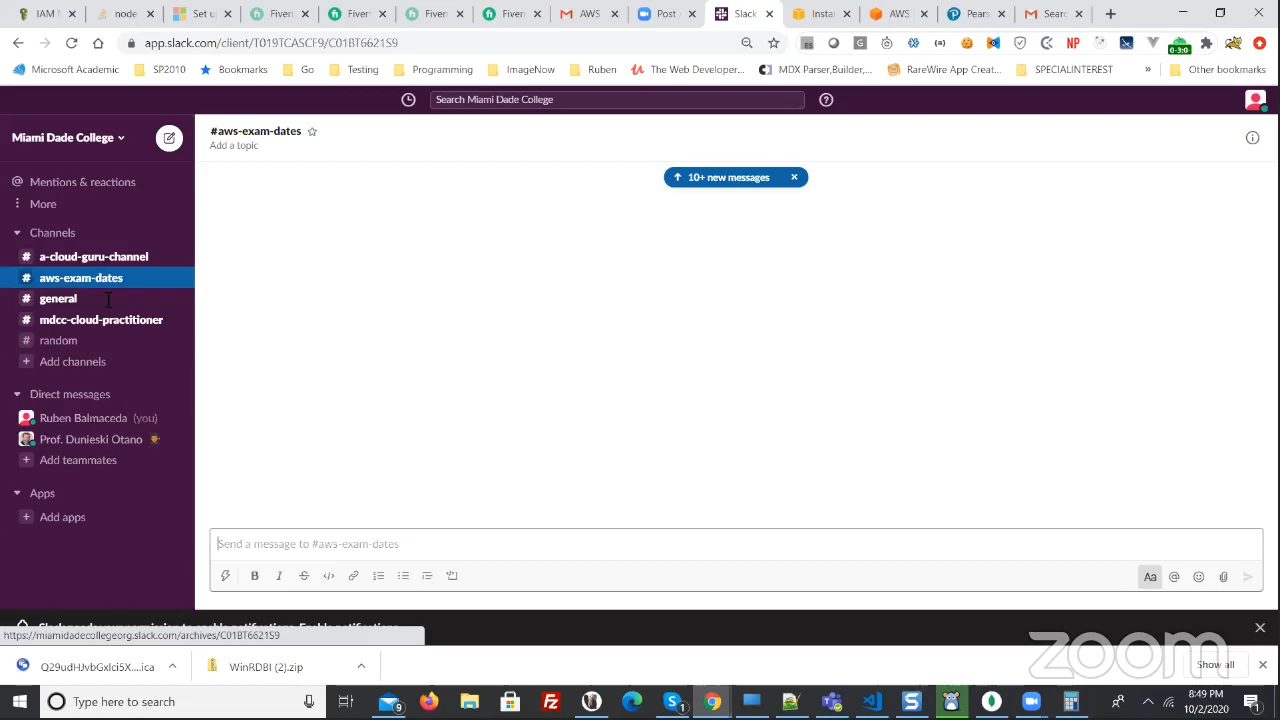 IAM M
node
Set u
Fiverr
Fiverr
Fiverr
AWS
Post
Slack
Instar
AWS
Pears
Searc
app.slack.com/client/T019TCASCF9/C01BT6621S9
Microsoft Academic
SP2010
Bookmarks
Go
Testing
Programming
ImageNow
Ruben
The Web Developer...
MDX Parser,Builder,...
RareWire App Creat...
SPECIALINTEREST
»
Other bookmarks
Search Miami Dade College
Miami Dade College
#aws-exam-dates
Add a topic
10+ new messages
Mentions & reactions
More
Channels
# a-cloud-guru-channel
# aws-exam-dates
# general
# mdcc-cloud-practitioner
# random
+ Add channels
Direct messages
Ruben Balmaceda (you)
Prof. Dunieski Otano
+ Add teammates
Apps
+ Add apps
Send a message to #aws-exam-dates
https://miamidadecollegeorg.slack.com/archives/C01BT6621S9
Q29udHJvbGxlci5X....ica
WinRDBI (2).zip
Show all
zoom
Type here to search
8:49 PM
10/2/2020